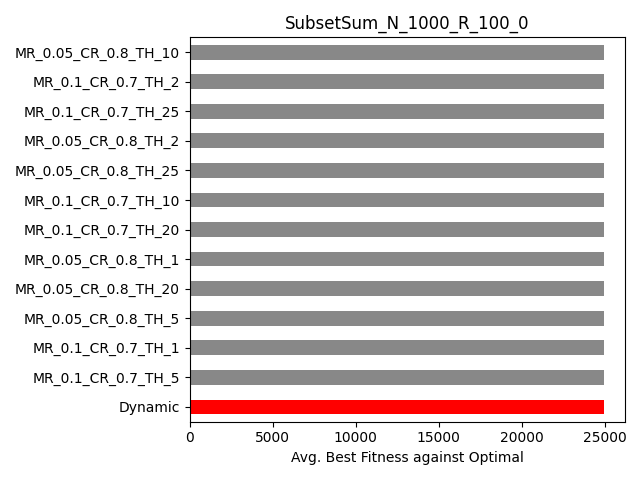 SubsetSum_N_1000_R_100_0
MR_0.05_CR_0.8_TH_10
MR_0.1_CR_0.7_TH_2
MR_0.1_CR_0.7_TH_25
MR_0.05_CR_0.8_TH_2
MR_0.05_CR_0.8_TH_25
MR_0.1_CR_0.7_TH_10
MR_0.1_CR_0.7_TH_20
MR_0.05_CR_0.8_TH_1
MR_0.05_CR_0.8_TH_20
MR_0.05_CR_0.8_TH_5
MR_0.1_CR_0.7_TH_1
MR_0.1_CR_0.7_TH_5
Dynamic
0 5000 10000 15000 20000 25000
Avg. Best Fitness against Optimal